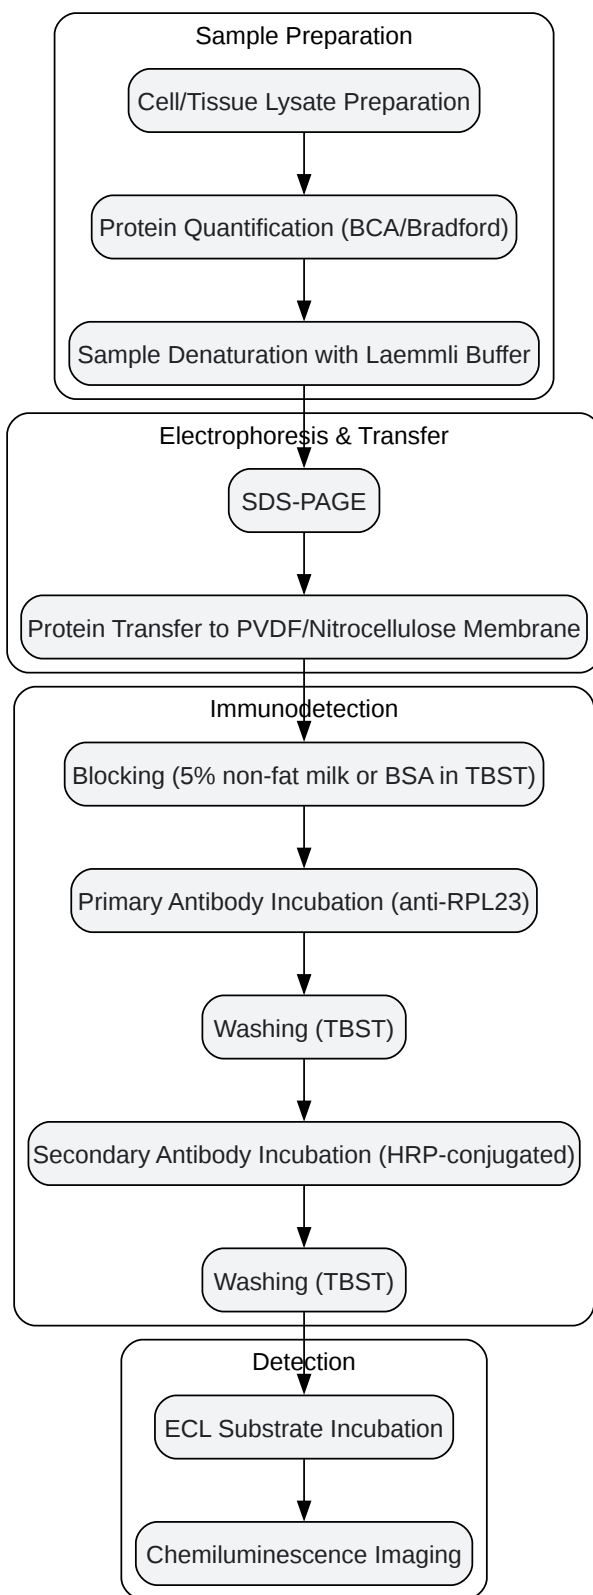 Sample Preparation
Cell/Tissue Lysate Preparation
Protein Quantification (BCA/Bradford)
Sample Denaturation with Laemmli Buffer
Electrophoresis & Transfer
SDS-PAGE
Protein Transfer to PVDF/Nitrocellulose Membrane
Immunodetection
Blocking (5% non-fat milk or BSA in TBST)
Primary Antibody Incubation (anti-RPL23)
Washing (TBST)
Secondary Antibody Incubation (HRP-conjugated)
Washing (TBST)
Detection
ECL Substrate Incubation
Chemiluminescence Imaging